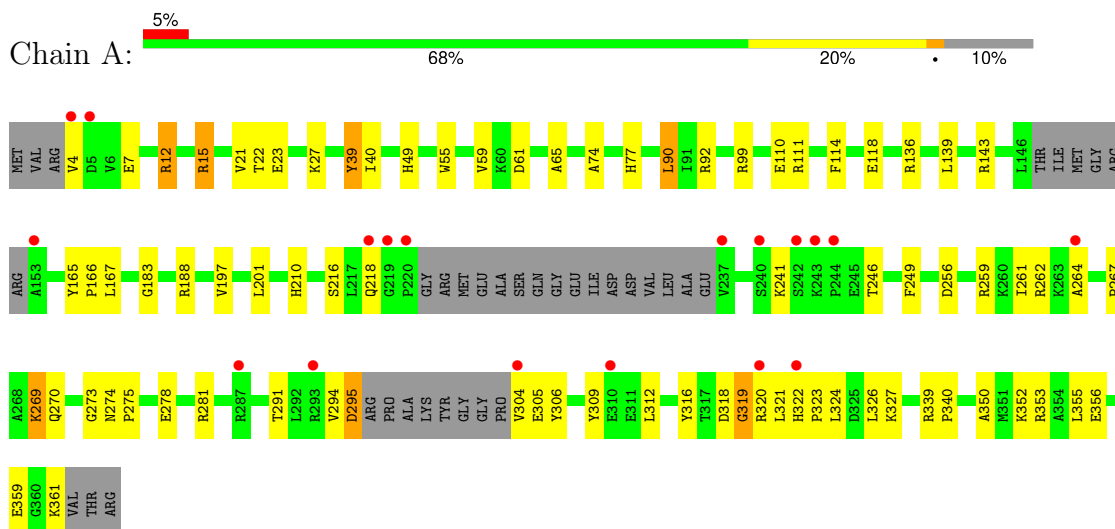 5%
Chain A:
68% 20% • 10%
MET VAL ARG V4 D5 V6 E7 R12 R15 V21 T22 E23 K27 Y39 I40 H49 W55 V59 K60 D61 A65 A74 H77 L90 I91 R92 R99 E110 R111 F114 E118 R136 L139 R143 L146 THR ILE MET GLY ARG
ARG A153 Y165 P166 L167 G183 R188 V197 L201 H210 S216 L217 Q218 G219 P220 GLY ARG MET GLU ALA SER GLN GLY GLU ILE ASP ASP VAL LEU ALA GLU V237 S240 K241 S242 K243 P244 E245 T246 F249 D256 R259 K260 I261 R262 K263 A264
A268 K269 Q270 G273 N274 P275 E278 R281 R287 T291 L292 R293 V294 D295 ARG PRO ALA LYS TYR GLY GLY PRO V304 E305 Y306 Y309 E310 E311 L312 Y316 T317 D318 G319 R320 L321 H322 P323 L324 D325 L326 K327 R339 P340 A350 M351 K352 R353 A354 L355 E356
E359 G360 K361 VAL THR ARG